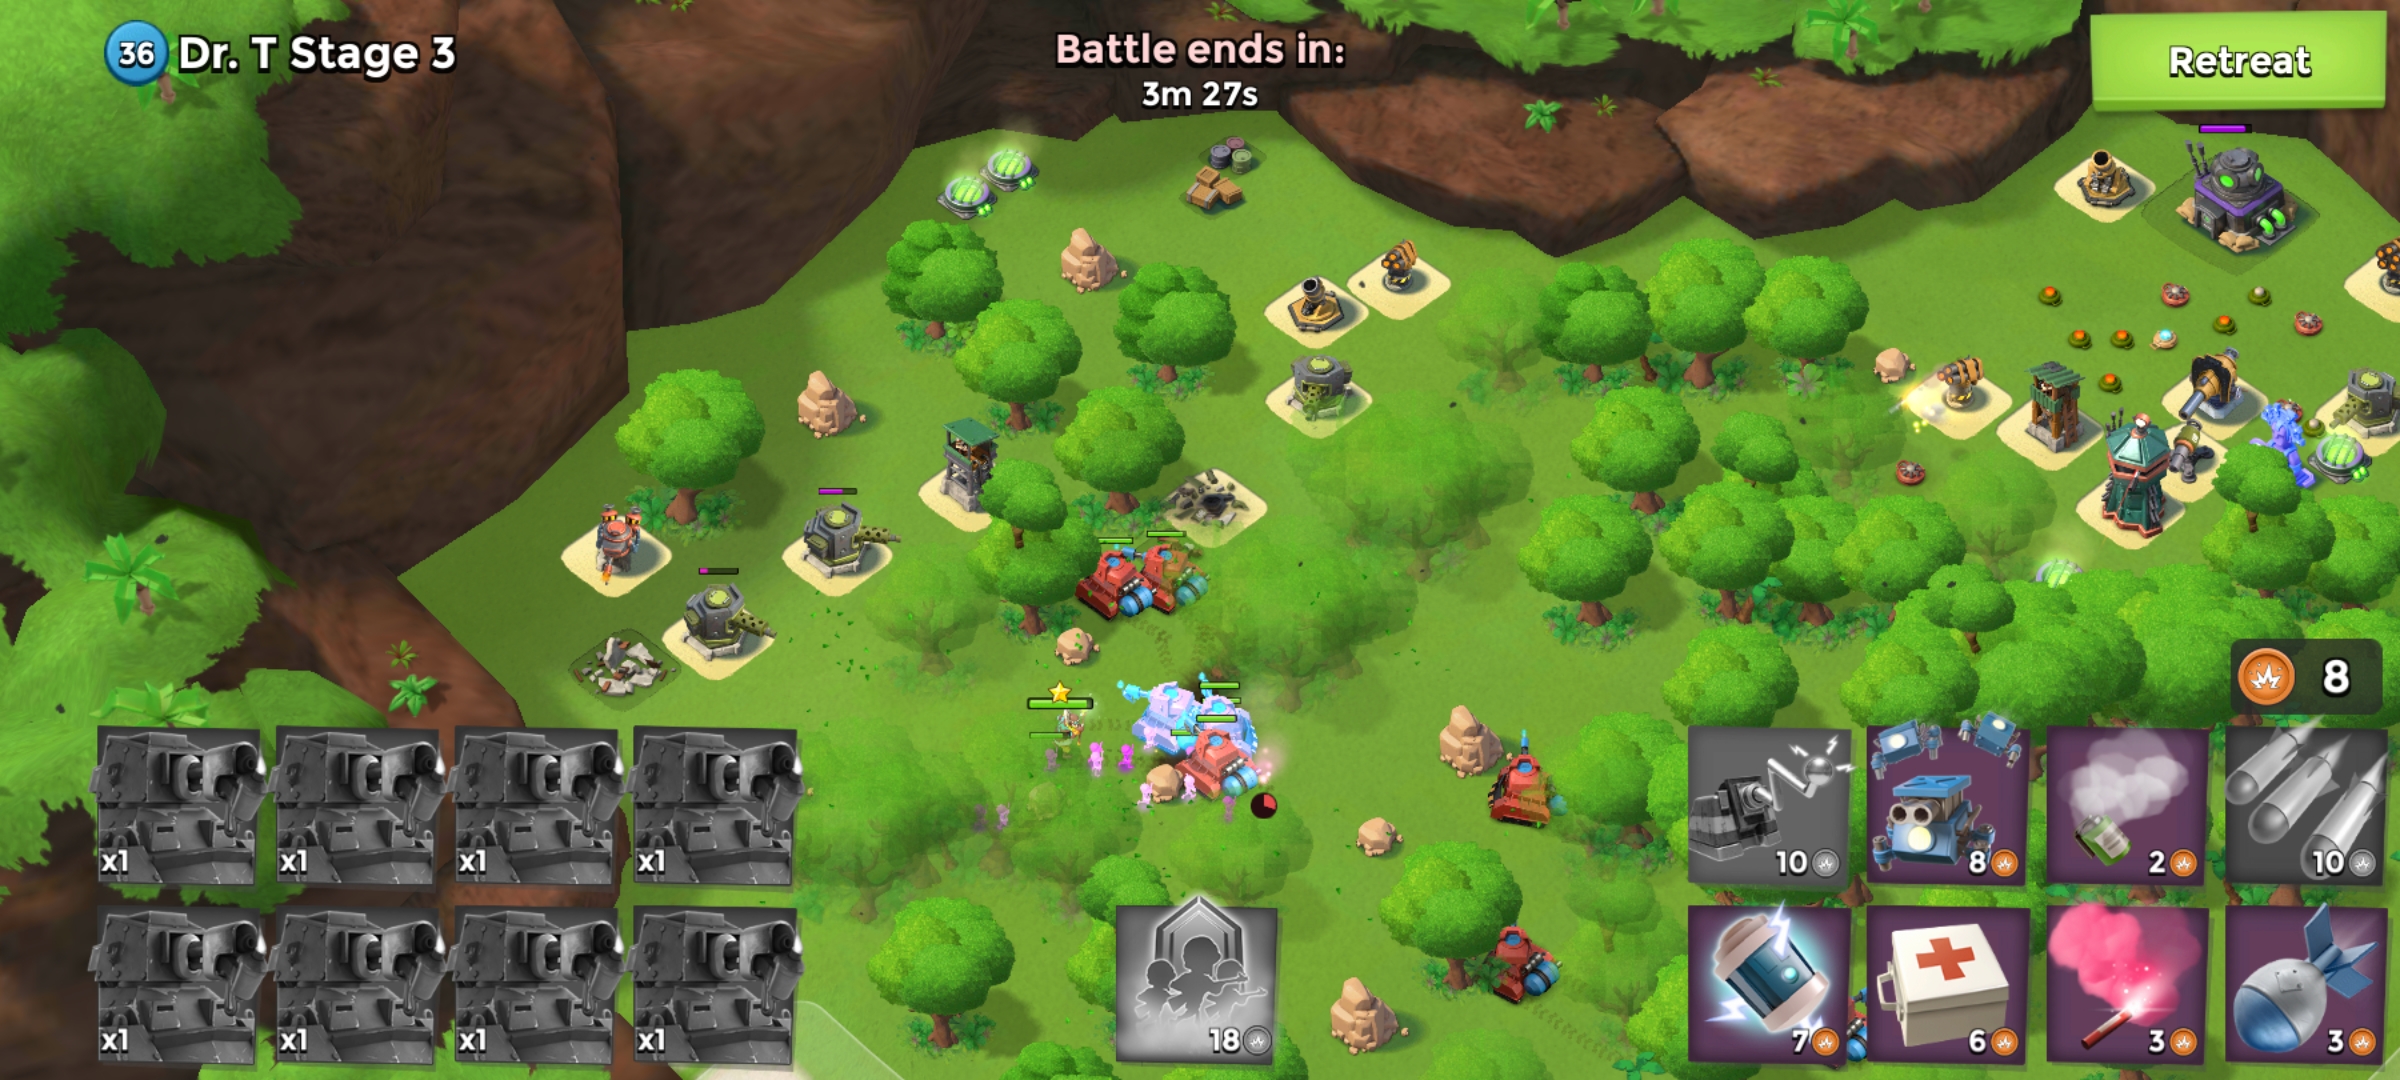 36 Dr. T Stage 3
Battle ends in:
3m 27s
Retreat
8
x1 x1 x1 x1
10 8 2 10
x1 x1 x1 x1
18
7 6 3 3